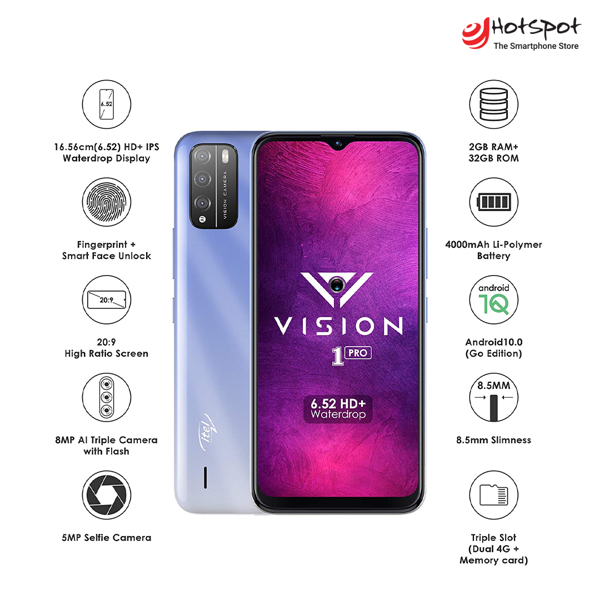 HOTSPOT
The Smartphone Store
6.52
16.56cm(6.52) HD+ IPS
Waterdrop Display
Fingerprint +
Smart Face Unlock
20:9
20:9
High Ratio Screen
8MP AI Triple Camera
with Flash
5MP Selfie Camera
VISION CAMERA
itel
VISION
1 PRO
6.52 HD+
Waterdrop
2GB RAM+
32GB ROM
4000mAh Li-Polymer
Battery
android
10
Android10.0
(Go Edition)
8.5MM
8.5mm Slimness
Triple Slot
(Dual 4G +
Memory card)